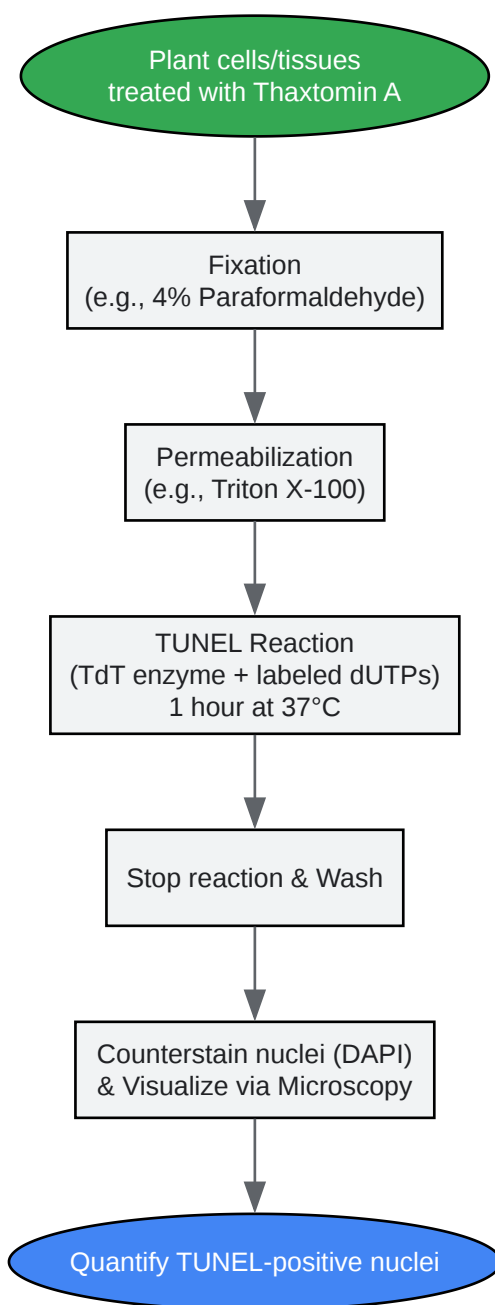 Plant cells/tissues
treated with Thaxtomin A
Fixation
(e.g., 4% Paraformaldehyde)
Permeabilization
(e.g., Triton X-100)
TUNEL Reaction
(TdT enzyme + labeled dUTPs)
1 hour at 37°C
Stop reaction & Wash
Counterstain nuclei (DAPI)
& Visualize via Microscopy
Quantify TUNEL-positive nuclei